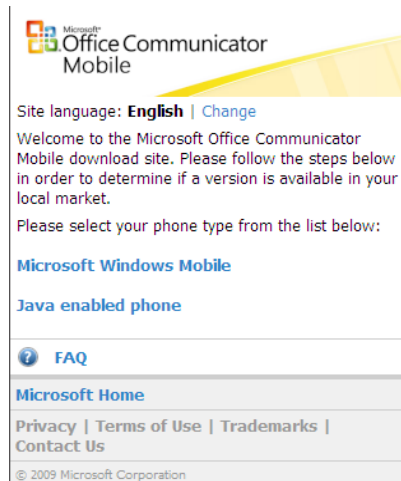 Microsoft®
Office Communicator
Mobile
Site language: English | Change
Welcome to the Microsoft Office Communicator
Mobile download site. Please follow the steps below
in order to determine if a version is available in your
local market.
Please select your phone type from the list below:
Microsoft Windows Mobile
Java enabled phone
? FAQ
Microsoft Home
Privacy | Terms of Use | Trademarks |
Contact Us
© 2009 Microsoft Corporation